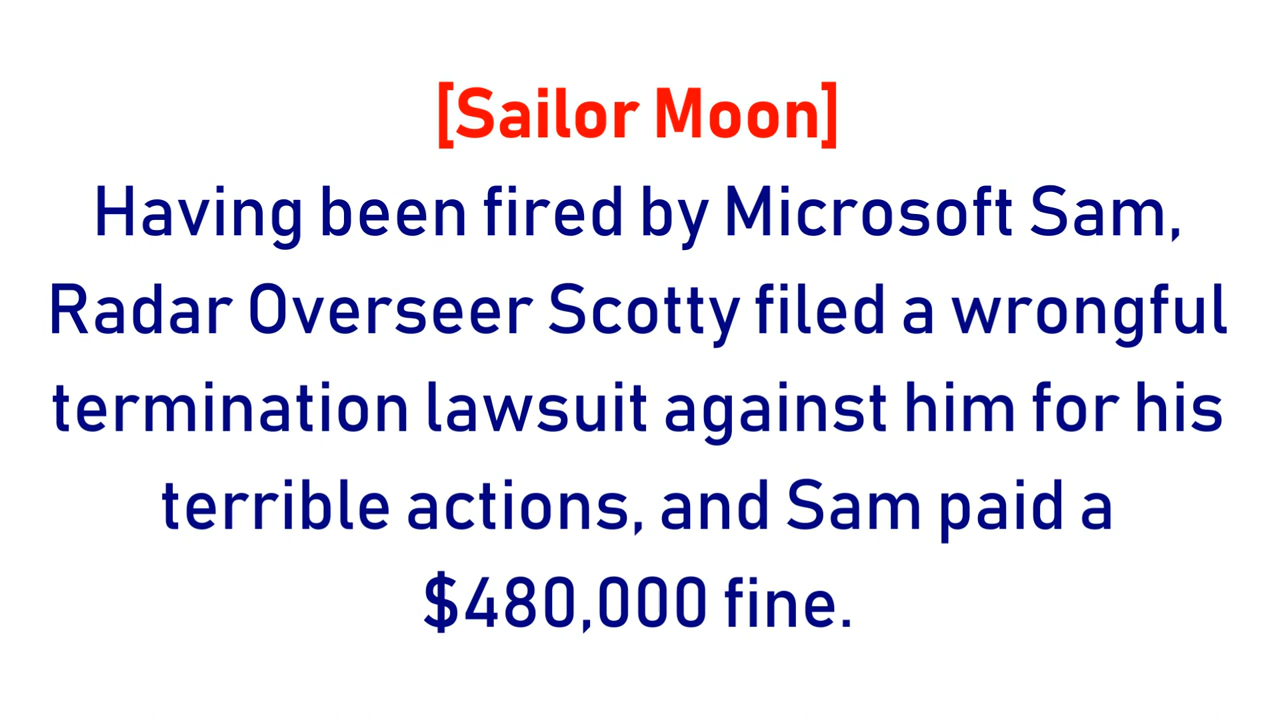 [Sailor Moon]
Having been fired by Microsoft Sam,
Radar Overseer Scotty filed a wrongful
termination lawsuit against him for his
terrible actions, and Sam paid a
$480,000 fine.